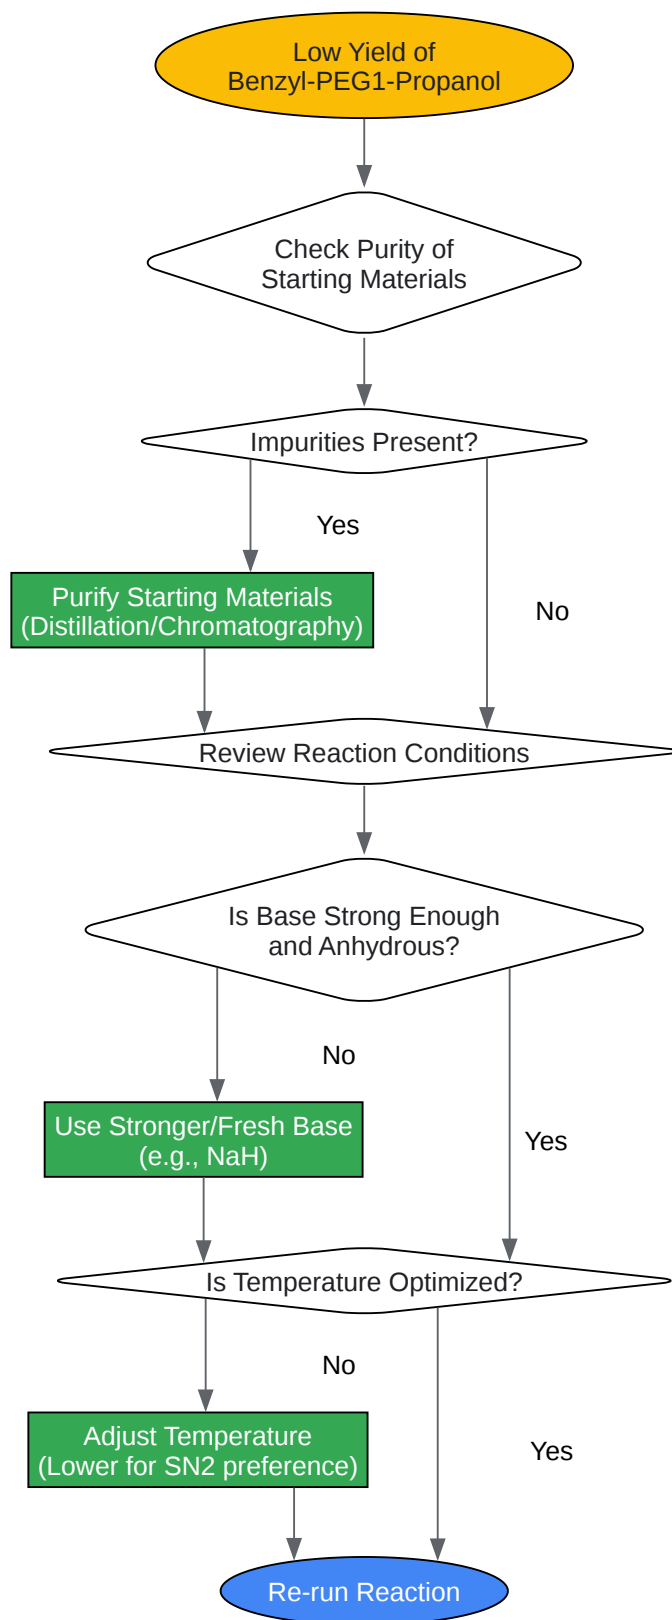 Low Yield of
Benzyl-PEG1-Propanol
Check Purity of
Starting Materials
Impurities Present?
Yes
Purify Starting Materials
(Distillation/Chromatography)
No
Review Reaction Conditions
Is Base Strong Enough
and Anhydrous?
No
Use Stronger/Fresh Base
(e.g., NaH)
Yes
Is Temperature Optimized?
No
Adjust Temperature
(Lower for SN2 preference)
Yes
Re-run Reaction